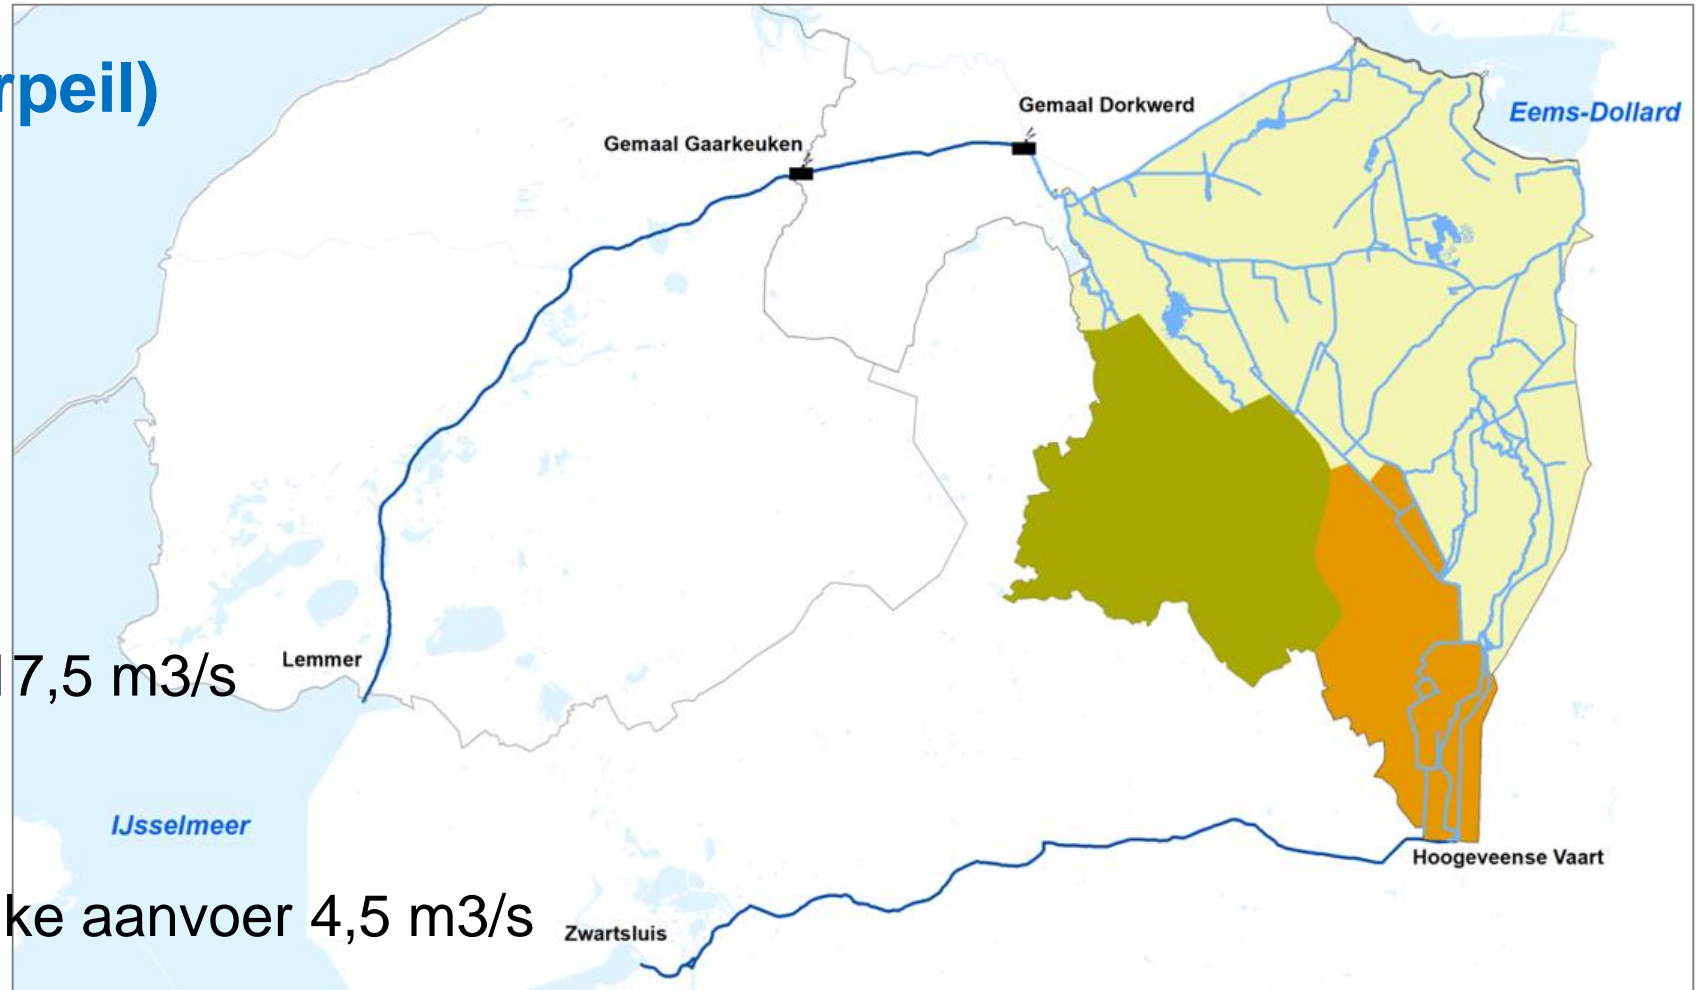 rpeil)
Gemaal Dorkwerd
Eems-Dollard
Gemaal Gaarkeuken
Lemmer
17,5 m3/s
IJsselmeer
Hoogeveense Vaart
ke aanvoer 4,5 m3/s
Zwartsluis